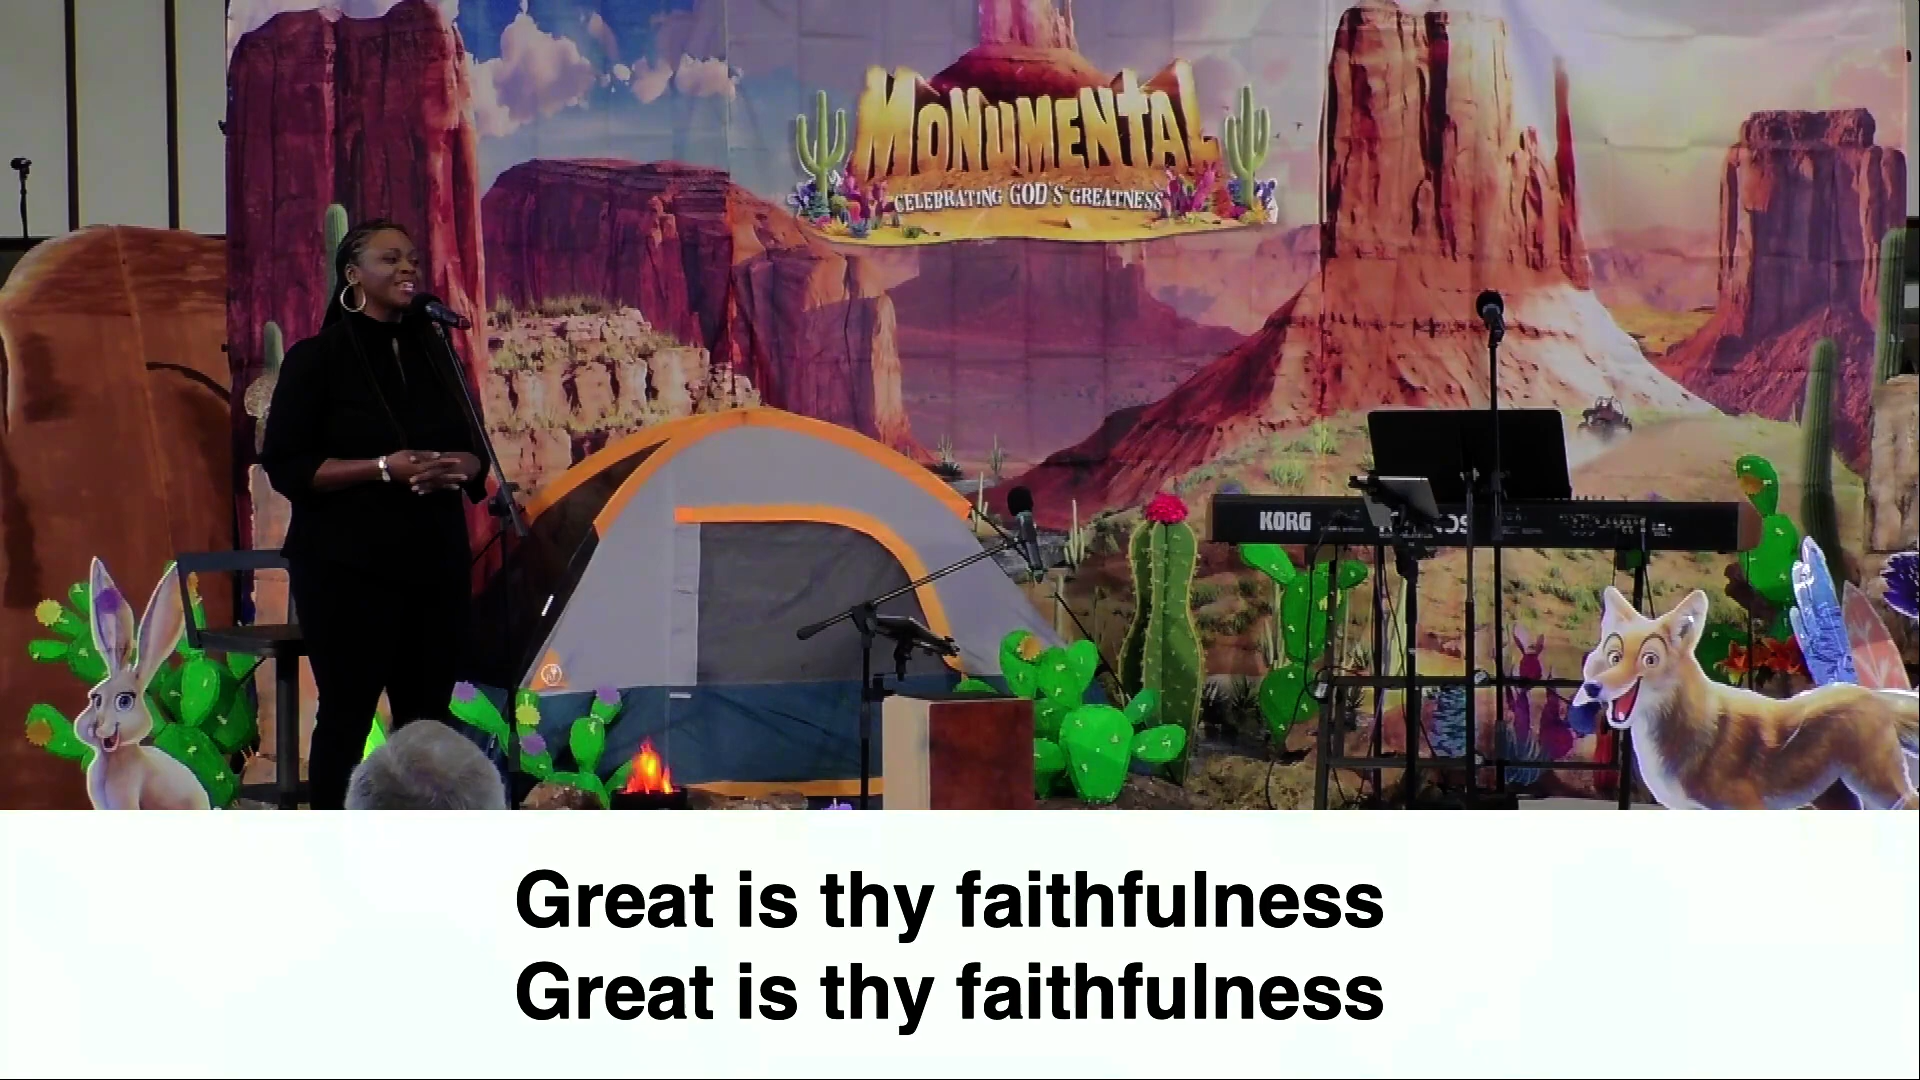 MONUMENTAL
CELEBRATING GOD'S GREATNESS
KORG
Great is thy faithfulness
Great is thy faithfulness